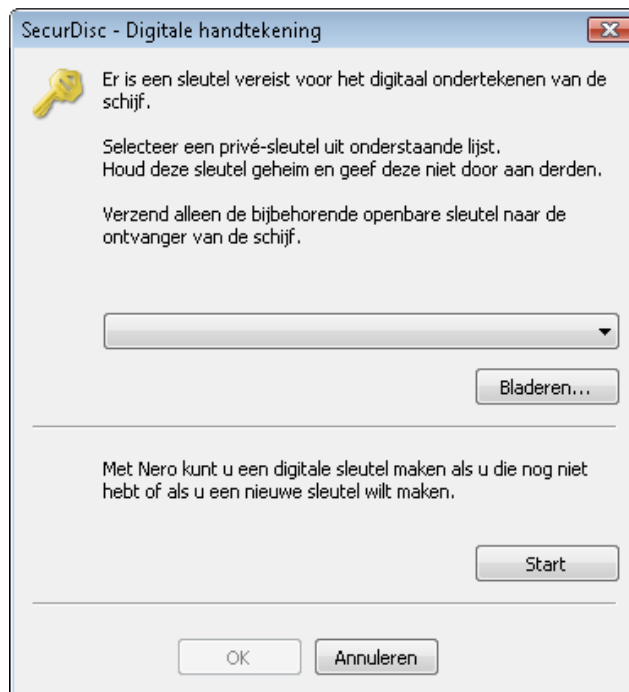 SecurDisc - Digitale handtekening
Er is een sleutel vereist voor het digitaal ondertekenen van de
schijf.
Selecteer een privé-sleutel uit onderstaande lijst.
Houd deze sleutel geheim en geef deze niet door aan derden.
Verzend alleen de bijbehorende openbare sleutel naar de
ontvanger van de schijf.
Bladeren...
Met Nero kunt u een digitale sleutel maken als u die nog niet
hebt of als u een nieuwe sleutel wilt maken.
Start
OK
Annuleren